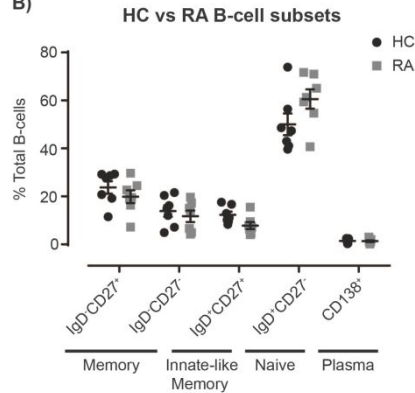 B)
HC vs RA B-cell subsets
HC
RA
% Total B-cells
80
60
40
20
0
IgD⁻CD27⁺
IgD⁻CD27⁻
IgD⁺CD27⁺
IgD⁺CD27⁻
CD138⁺
Memory
Innate-like
Memory
Naive
Plasma